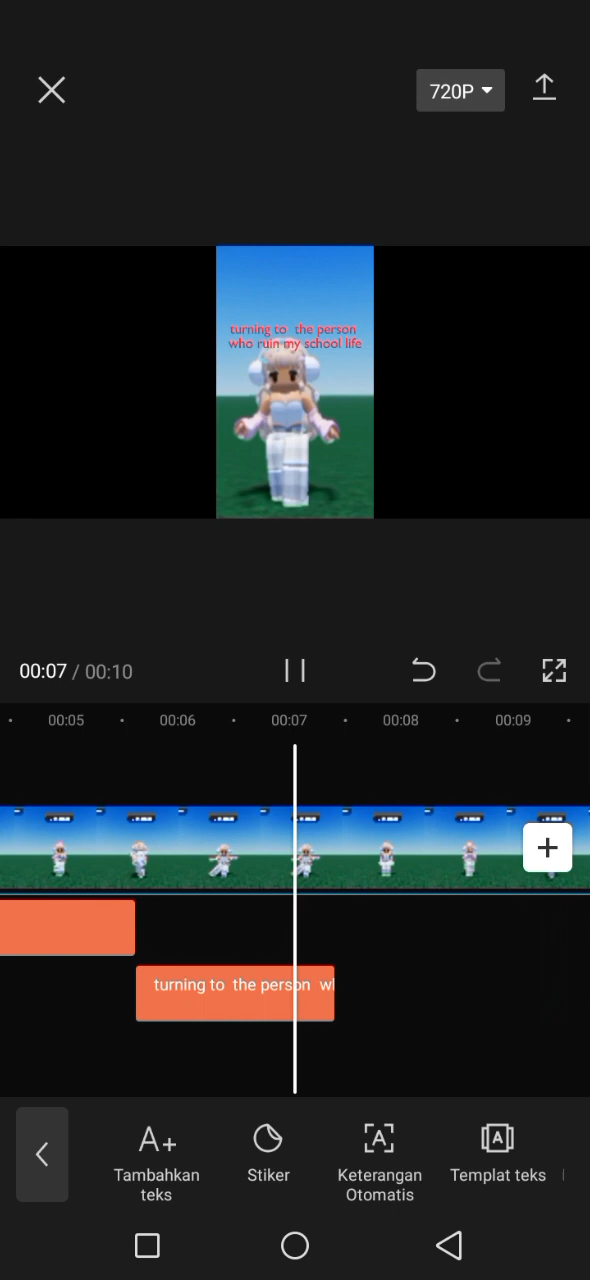 720P
turning to  the person
who ruin my school life
00:07 / 00:10
00:05 00:06 00:07 00:08 00:09
turning to  the person  w
Tambahkan
teks
Stiker
Keterangan
Otomatis
Templat teks